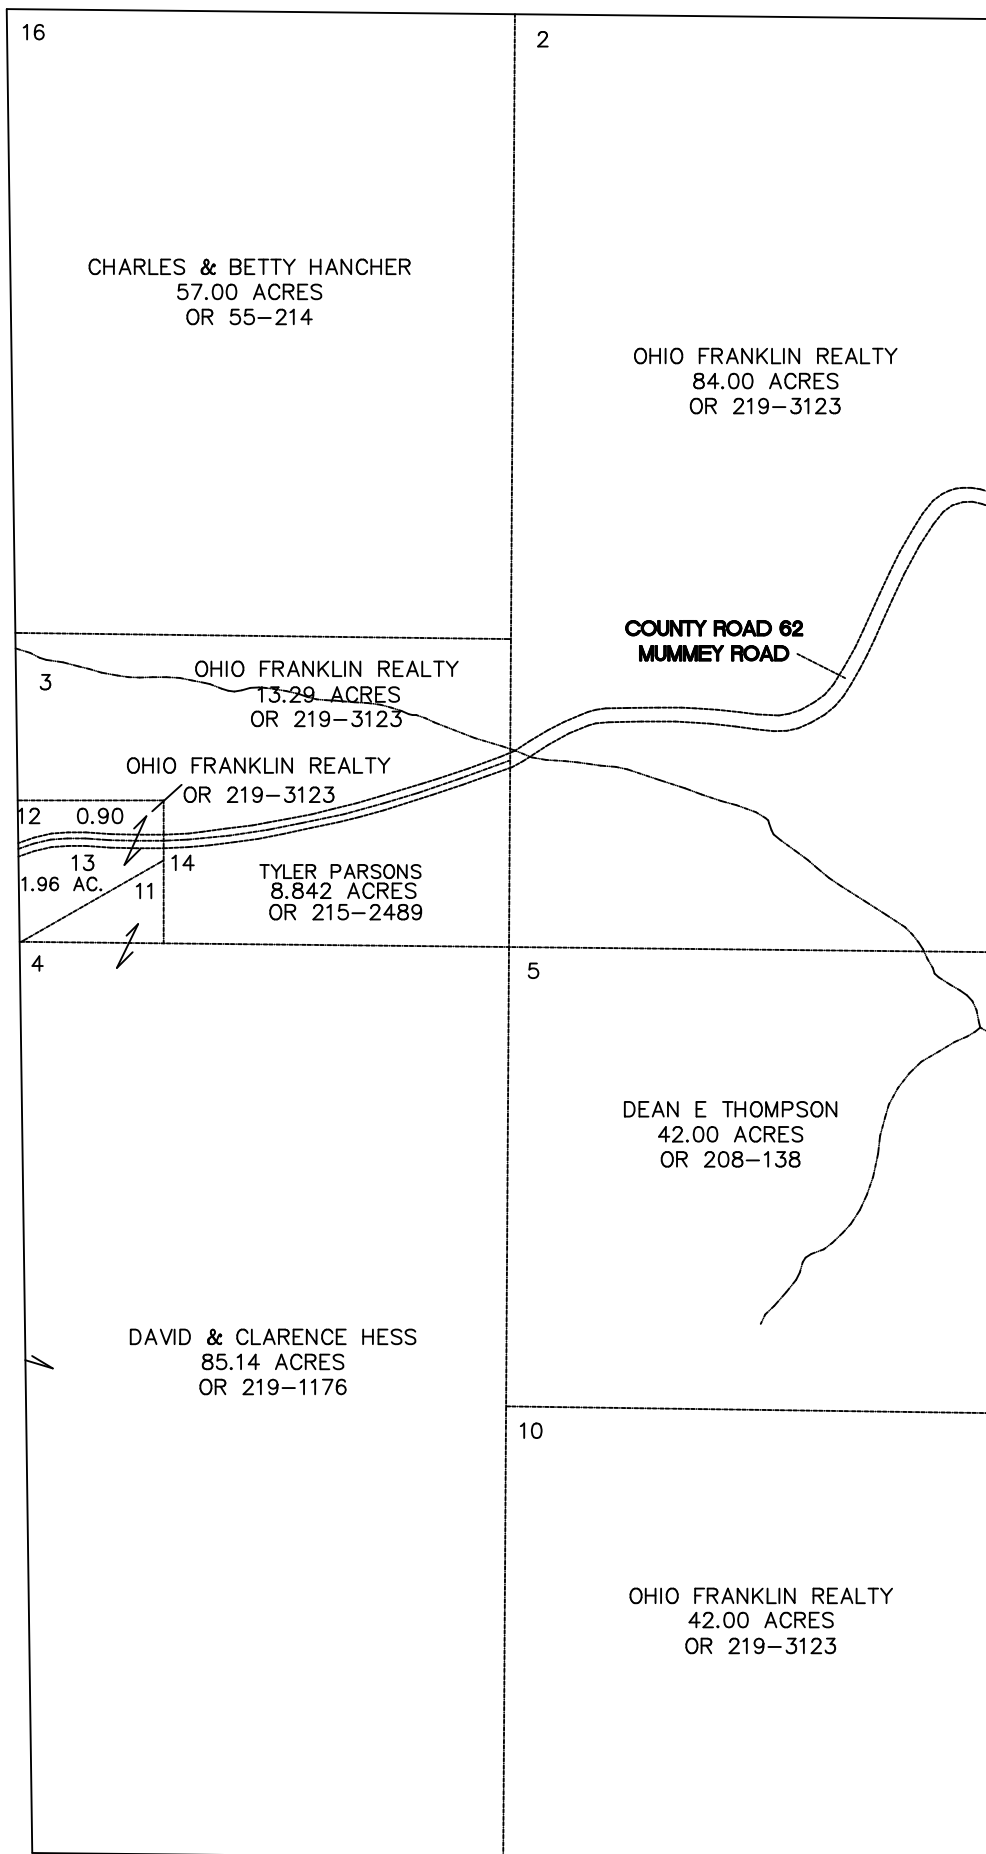 16
2
CHARLES & BETTY HANCHER
57.00 ACRES
OR 55-214
OHIO FRANKLIN REALTY
84.00 ACRES
OR 219-3123
COUNTY ROAD 62
MUMMEY ROAD
3
OHIO FRANKLIN REALTY
13.29 ACRES
OR 219-3123
OHIO FRANKLIN REALTY
OR 219-3123
12
0.90
13
14
1.96 AC.
11
TYLER PARSONS
8.842 ACRES
OR 215-2489
4
5
DEAN E THOMPSON
42.00 ACRES
OR 208-138
DAVID & CLARENCE HESS
85.14 ACRES
OR 219-1176
10
OHIO FRANKLIN REALTY
42.00 ACRES
OR 219-3123